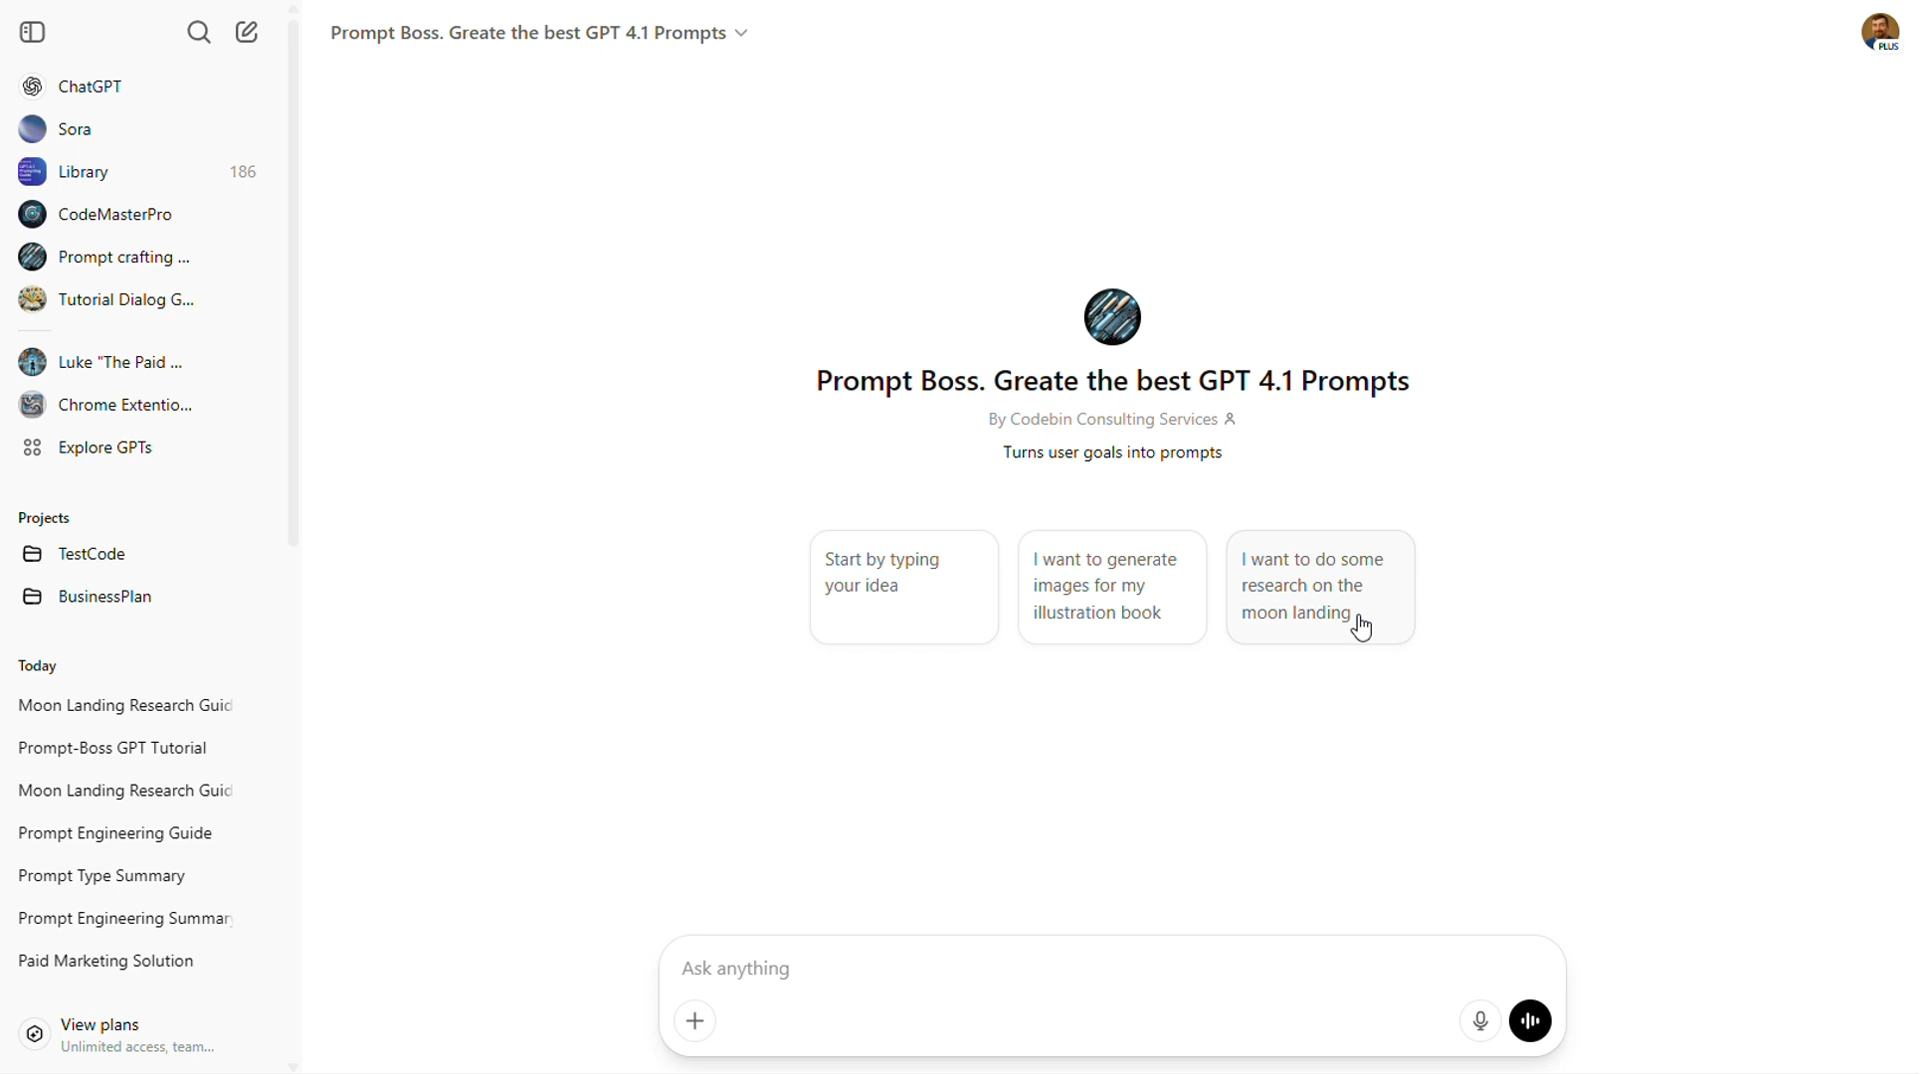 Prompt Boss. Greate the best GPT 4.1 Prompts
PLUS
ChatGPT
Sora
Library 186
CodeMasterPro
Prompt crafting ...
Tutorial Dialog G...
Luke "The Paid ...
Chrome Extentio...
Explore GPTs
Projects
TestCode
BusinessPlan
Today
Moon Landing Research Guid
Prompt-Boss GPT Tutorial
Moon Landing Research Guid
Prompt Engineering Guide
Prompt Type Summary
Prompt Engineering Summary
Paid Marketing Solution
View plans
Unlimited access, team...
Prompt Boss. Greate the best GPT 4.1 Prompts
By Codebin Consulting Services
Turns user goals into prompts
Start by typing
your idea
I want to generate
images for my
illustration book
I want to do some
research on the
moon landing
Ask anything